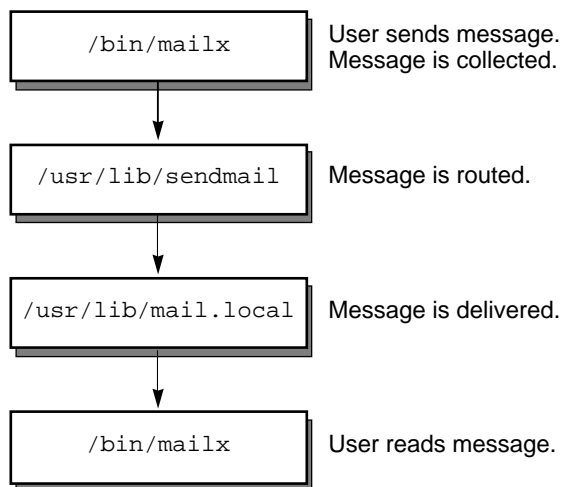 /bin/mailx
User sends message.
Message is collected.
/usr/lib/sendmail
Message is routed.
/usr/lib/mail.local
Message is delivered.
/bin/mailx
User reads message.